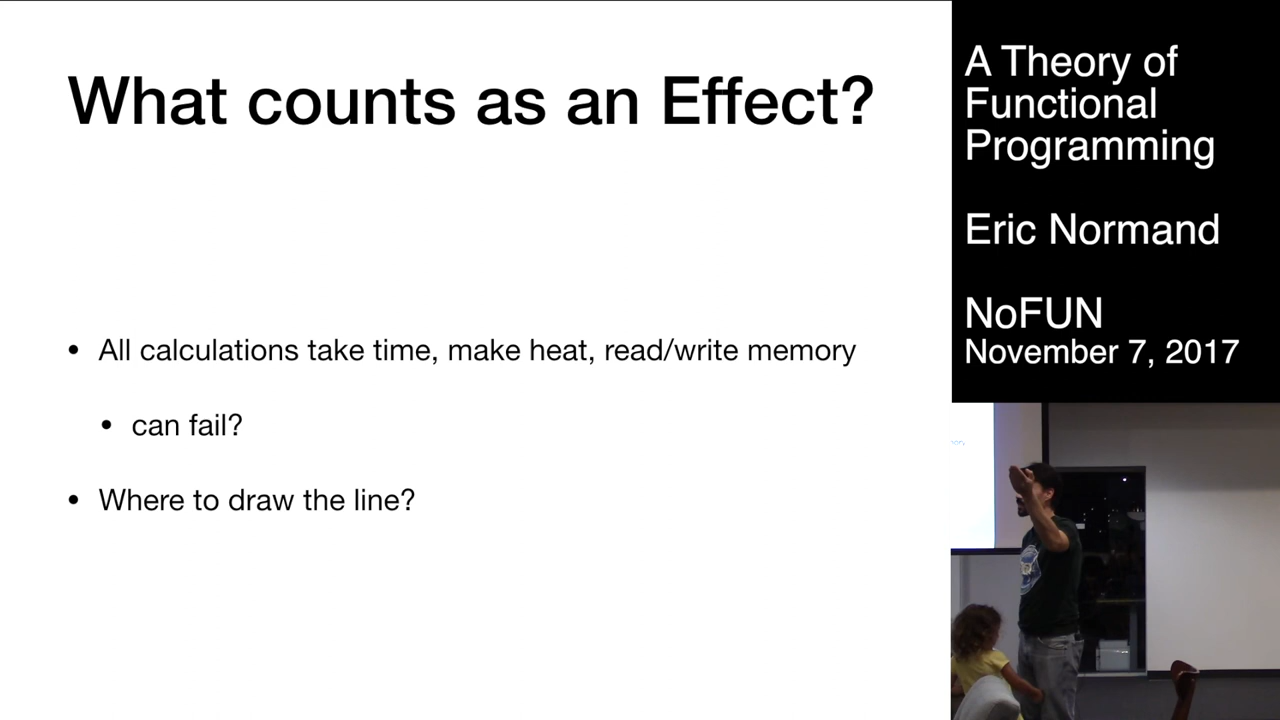 What counts as an Effect?
• All calculations take time, make heat, read/write memory
• can fail?
• Where to draw the line?
A Theory of
Functional
Programming
Eric Normand
NoFUN
November 7, 2017